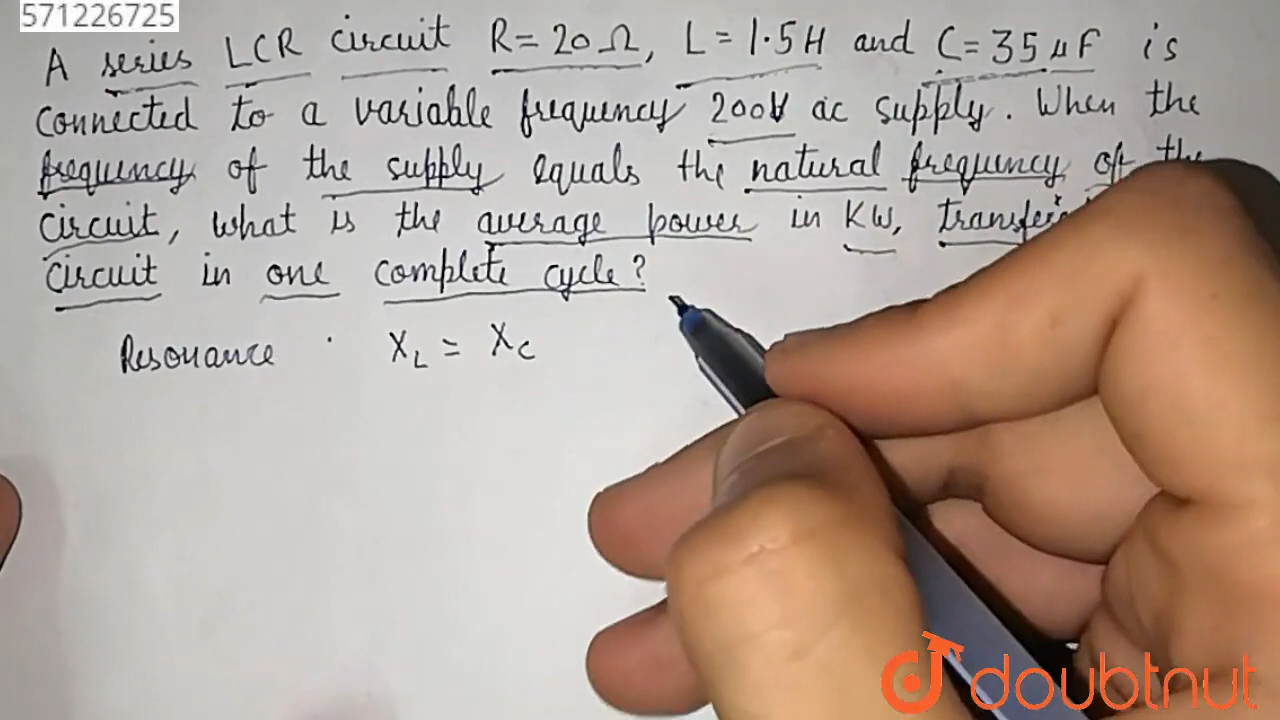 571226725
A series LCR circuit R = 20 Ω, L = 1.5H and C = 35 μF is
connected to a variable frequency 200V ac supply. When the
frequency of the supply equals the natural frequency of the
circuit, what is the average power in KW,
circuit in one complete cycle?
Resonance X_L = X_C
doubtnut